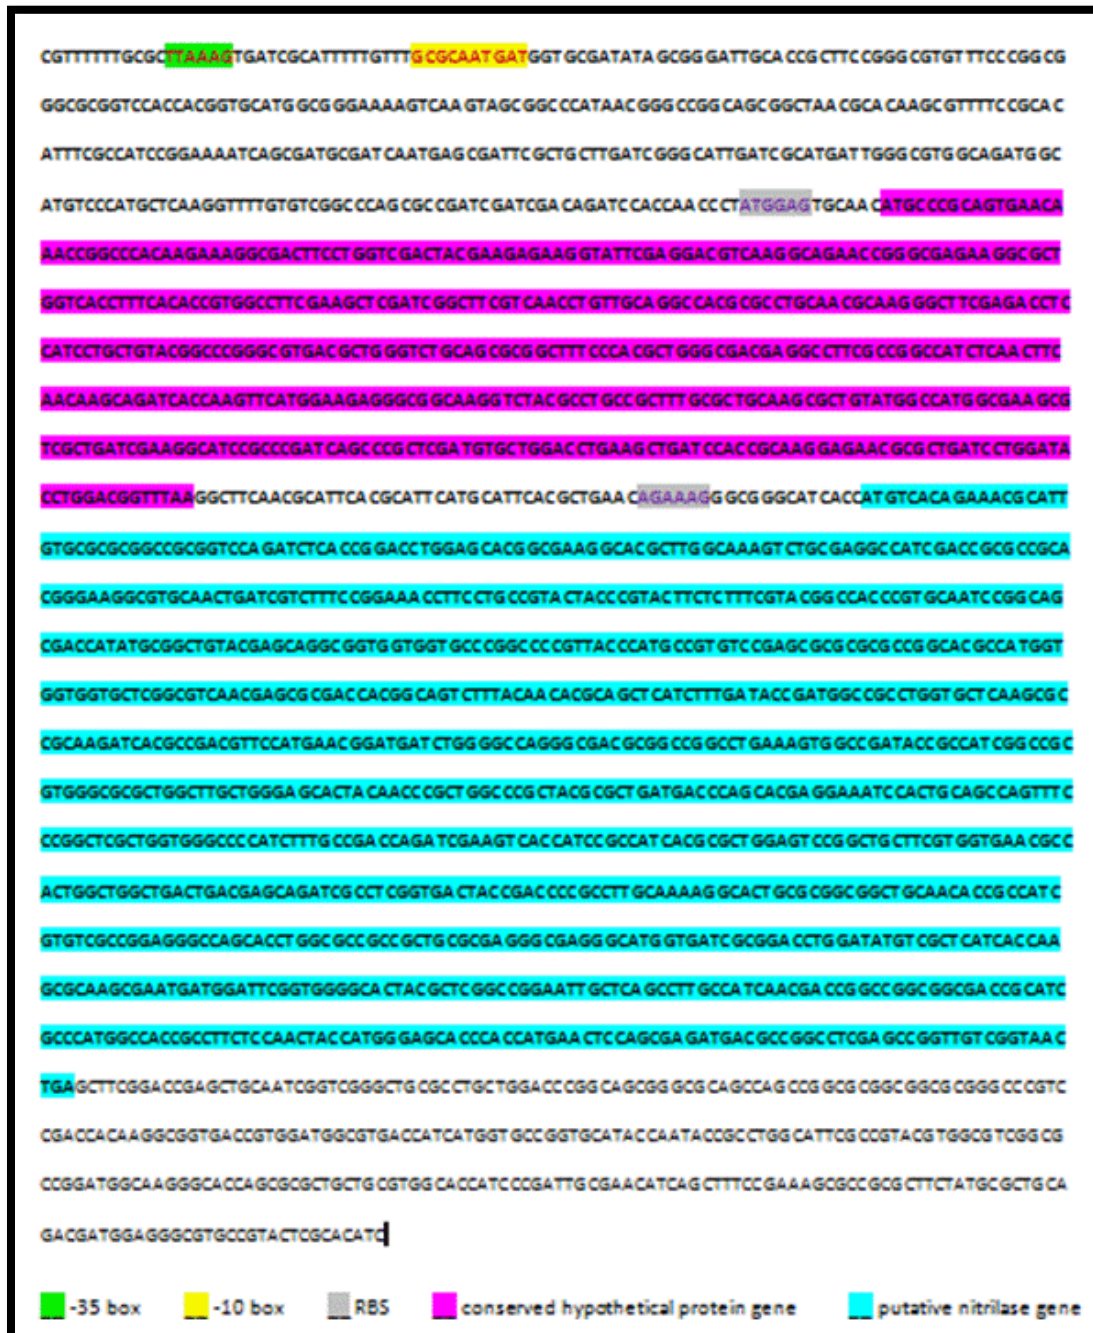 CGTTTTTTGCGCTTAAAGTGATCGCATTTTTGTTTGCGCAATGATGGTGCGATATAGCGGGATTGCACCGCTTCCGGGCGTGTTTCCCGGCG
GGCGCGGTCCACCACGGTGCATGGCGGGAAAAGTCAAGTAGCGGCCCATAACGGGCCGGCAGCGGCTAACGCACAAGCGTTTTCCGCAC
ATTTCGCCATCCGGAAAATCAGCGATGCGATCAATGAGCGATTCGCTGCTTGATCGGGCATTGATCGCATGATTGGGCGTGGCAGATGGC
ATGTCCCATGCTCAAGGTTTTGTGTCGGCCCAGCGCCGATCGATCGACAGATCCACCAACCCTATGGAGTGCAACATGCCCGCAGTGAACA
AACCGGCCCACAAGAAAGGCGACTTCCTGGTCGACTACGAAGAGAAGGTATTCGAGGACGTCAAGGCAGAACCGGGCGAGAAGGCGCT
GGTCACCTTTCACACCGTGGCCTTCGAAGCTCGATCGGCTTCGTCAACCTGTTGCAGGCCACGCGCCTGCAACGCAAGGGCTTCGAGACCTC
CATCCTGCTGTACGGCCCGGGCGTGACGCTGGGTCTGCAGCGCGGCTTTCCCACGCTGGGCGACGAGGCCTTCGCCGGCCATCTCAACTTC
AACAAGCAGATCACCAAGTTCATGGAAGAGGGCGGCAAGGTCTACGCCTGCCGCTTTGCGCTGCAAGCGCTGTATGGCCATGGCGAAGCG
TCGCTGATCGAAGGCATCCGCCCGATCAGCCCGCTCGATGTGCTGGACCTGAAGCTGATCCACCGCAAGGAGAACGCGCTGATCCTGGATA
CCTGGACGGTTTAAGGCTTCAACGCATTCACGCATTCATGCATTCACGCTGAACAGAAAGGGCGGGCATCACCATGTCACAGAAACGCATT
GTGCGCGCGGCCGCGGTCCAGATCTCACCGGACCTGGAGCACGGCGAAGGCACGCTTGGCAAAGTCTGCGAGGCCATCGACCGCGCCGCA
CGGGAAGGCGTGCAACTGATCGTCTTTCCGGAAACCTTCCTGCCGTACTACCCGTACTTCTCTTTCGTACGGCCACCCGTGCAATCCGGCAG
CGACCATATGCGGCTGTACGAGCAGGCGGTGGTGGTGCCCGGCCCCGTTACCCATGCCGTGTCCGAGCGCGCGCGCCGGCACGCCATGGT
GGTGGTGCTCGGCGTCAACGAGCGCGACCACGGCAGTCTTTACAACACGCAGCTCATCTTTGATACCGATGGCCGCCTGGTGCTCAAGCGC
CGCAAGATCACGCCGACGTTCCATGAACGGATGATCTGGGGCCAGGGCGACGCGGCCGGCCTGAAAGTGGCCGATACCGCCATCGGCCGC
GTGGGCGCGCTGGCTTGCTGGGAGCACTACAACCCGCTGGCCCGCTACGCGCTGATGACCCAGCACGAGGAAATCCACTGCAGCCAGTTTC
CCGGCTCGCTGGTGGGCCCCATCTTTGCCGACCAGATCGAAGTCACCATCCGCCATCACGCGCTGGAGTCCGGCTGCTTCGTGGTGAACGCC
ACTGGCTGGCTGACTGACGAGCAGATCGCCTCGGTGACTACCGACCCCGCCTTGCAAAAGGCACTGCGCGGCGGCTGCAACACCGCCATC
GTGTCGCCGGAGGGCCAGCACCTGGCGCCGCCGCTGCGCGAGGGCGAGGGCATGGTGATCGCGGACCTGGATATGTCGCTCATCACCAA
GCGCAAGCGAATGATGGATTCGGTGGGGCACTACGCTCGGCCGGAATTGCTCAGCCTTGCCATCAACGACCGGCCGGCGGCGACCGCATC
GCCCATGGCCACCGCCTTCTCCAACTACCATGGGAGCACCCACCATGAACTCCAGCGAGATGACGCCGGCCTCGAGCCGGTTGTCGGTAAC
TGAGCTTCGGACCGAGCTGCAATCGGTCGGGCTGCGCCTGCTGGACCCGGCAGCGGGCGCAGCCAGCCGGCGCGGCGGCGCGGGCCCGTC
CGACCACAAGGCGGTGACCGTGGATGGCGTGACCATCATGGTGCCGGTGCATACCAATACCGCCTGGCATTCGCCGTACGTGGCGTCGGCG
CCGGATGGCAAGGGCACCAGCGCGCTGCTGCGTGGCACCATCCCGATTGCGAACATCAGCTTTCCGAAAGCGCCGCGCTTCTATGCGCTGCA
GACGATGGAGGGCGTGCCGTACTCGCACATC
-35 box -10 box RBS conserved hypothetical protein gene putative nitrilase gene